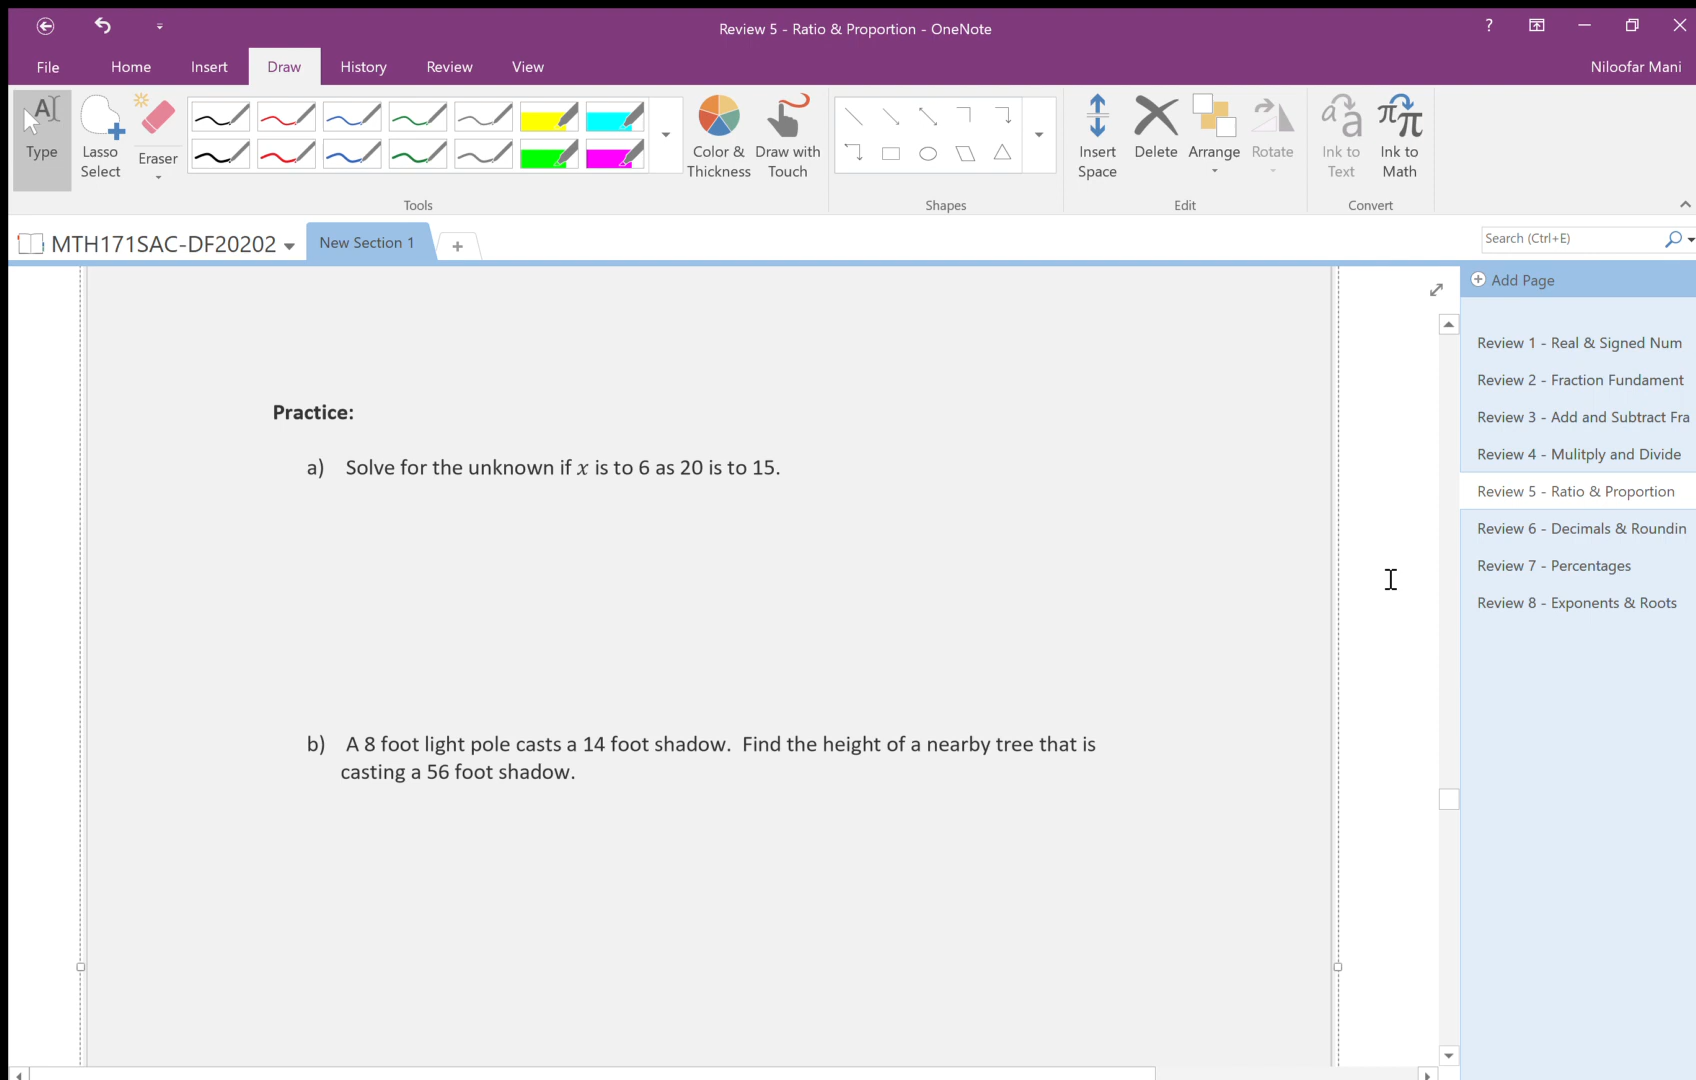 Review 5 - Ratio & Proportion - OneNote
?
File Home Insert Draw History Review View Niloofar Mani
Type
Lasso
Select
Eraser
Color &
Thickness
Draw with
Touch
Insert
Space
Delete
Arrange
Rotate
Ink to
Text
Ink to
Math
Tools Shapes Edit Convert
MTH171SAC-DF20202 New Section 1 + Search (Ctrl+E)
Add Page
Review 1 - Real & Signed Num
Review 2 - Fraction Fundament
Review 3 - Add and Subtract Fra
Review 4 - Mulitply and Divide
Review 5 - Ratio & Proportion
Review 6 - Decimals & Roundin
Review 7 - Percentages
Review 8 - Exponents & Roots
Practice:
a) Solve for the unknown if x is to 6 as 20 is to 15.
b) A 8 foot light pole casts a 14 foot shadow. Find the height of a nearby tree that is
casting a 56 foot shadow.